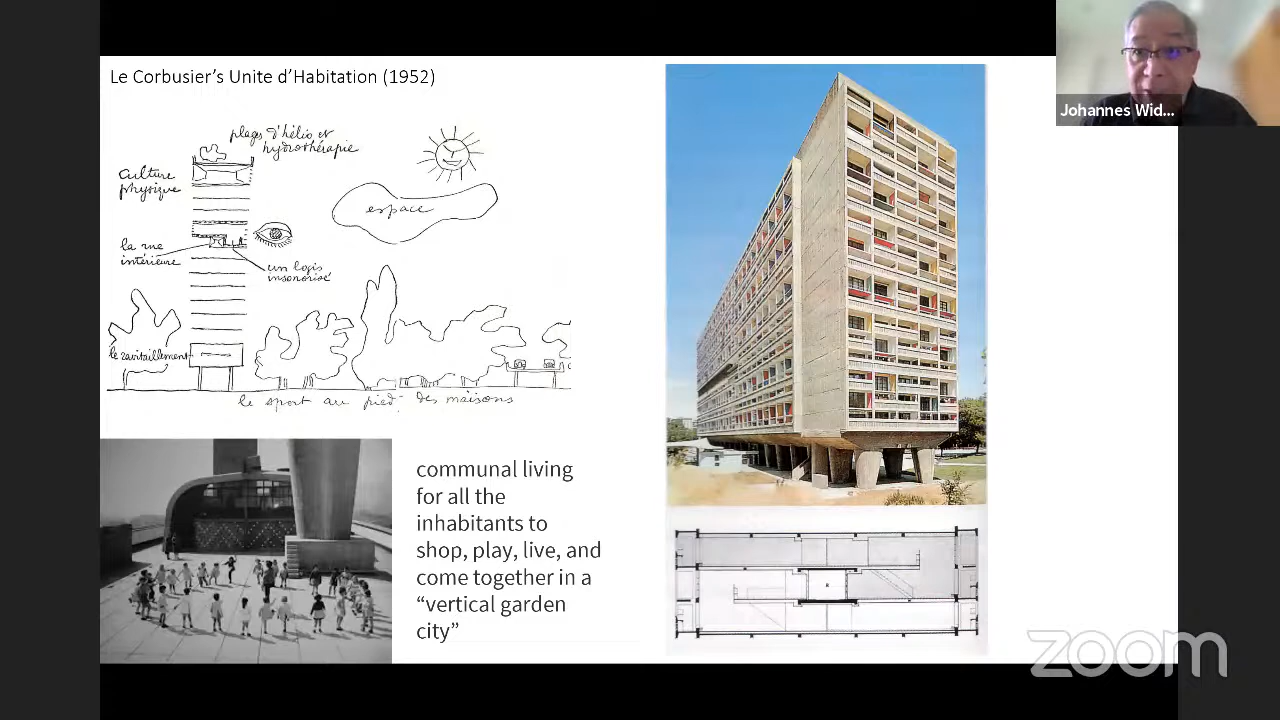 Le Corbusier's Unite d'Habitation (1952)
plage d'hélio et
hydrothérapie
culture
physique
espace
la rue
intérieure
un logis
insonorisé
le ravitaillement
le sport au pied des maisons
communal living
for all the
inhabitants to
shop, play, live, and
come together in a
“vertical garden
city”
Johannes Wid...
zoom